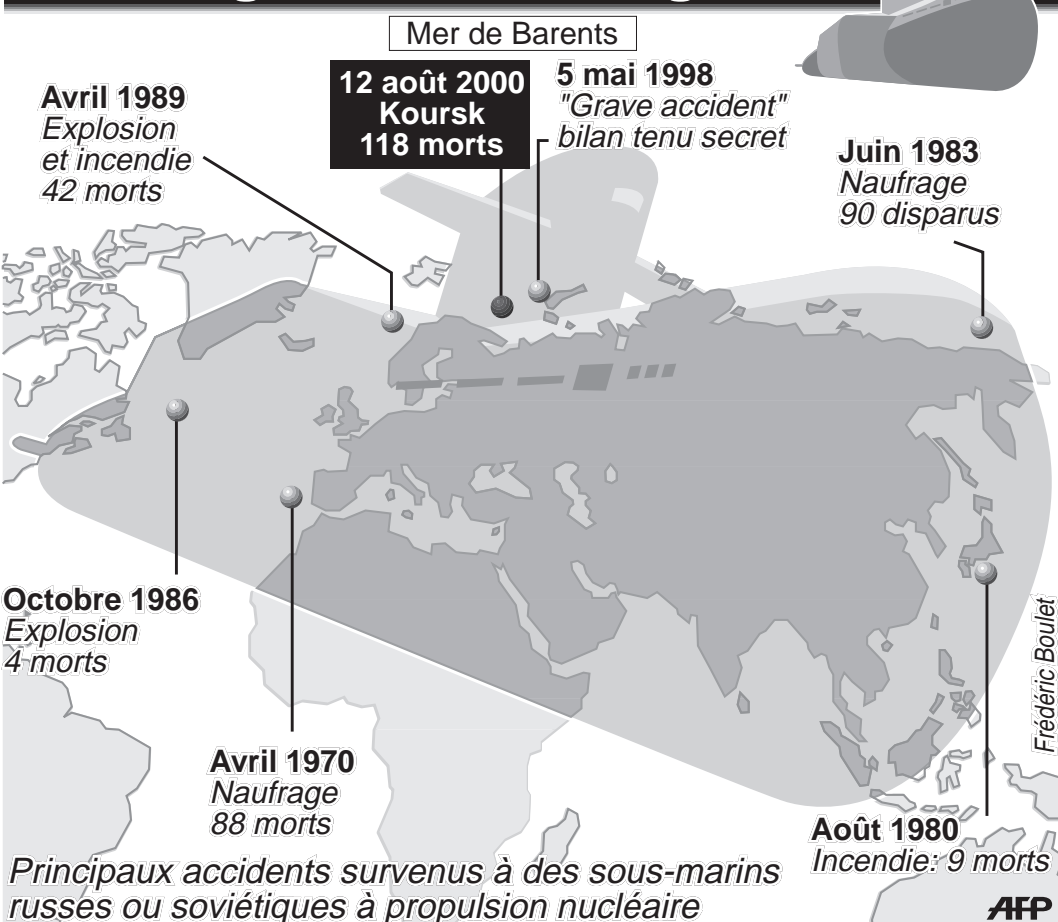 Mer de Barents
Avril 1989
Explosion
et incendie
42 morts
12 août 2000
Koursk
118 morts
5 mai 1998
"Grave accident"
bilan tenu secret
Juin 1983
Naufrage
90 disparus
Octobre 1986
Explosion
4 morts
Avril 1970
Naufrage
88 morts
Août 1980
Incendie: 9 morts
Frédéric Boulet
Principaux accidents survenus à des sous-marins
russes ou soviétiques à propulsion nucléaire
AFP